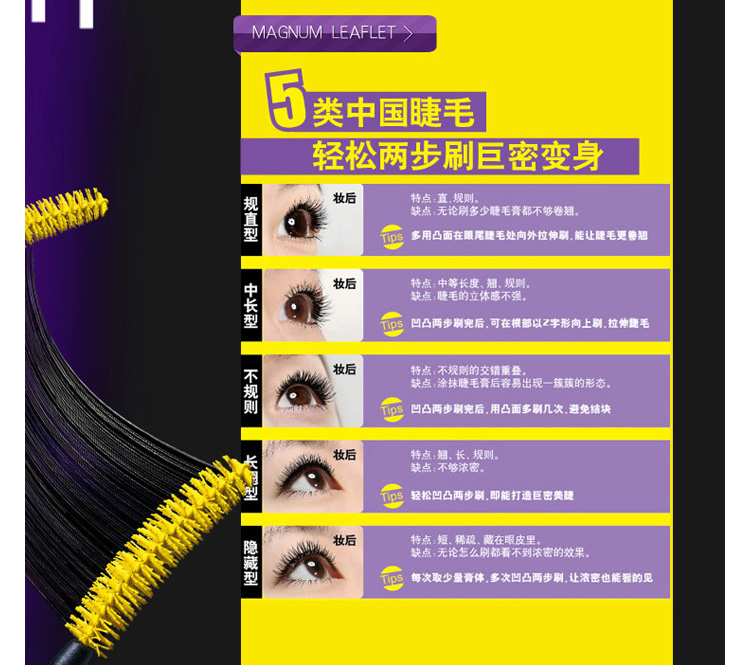 MAGNUM LEAFLET >
5类中国睫毛
轻松两步刷巨密变身
规直型
妆后
特点:直、规则。
缺点:无论刷多少睫毛膏都不够卷翘。
Tips 多用凸面在眼尾睫毛处向外拉伸刷,能让睫毛更卷翘
中长型
妆后
特点:中等长度、翘、规则。
缺点:睫毛的立体感不强。
Tips 凹凸两步刷完后,可在根部以Z字形向上刷,拉伸睫毛
不规则
妆后
特点:不规则的交错重叠。
缺点:涂抹睫毛膏后容易出现一簇簇的形态。
Tips 凹凸两步刷完后,用凸面多刷几次,避免结块
长翘型
妆后
特点:翘、长、规则。
缺点:不够浓密。
Tips 轻松凹凸两步刷,即能打造巨密美睫
隐藏型
妆后
特点:短、稀疏、藏在眼皮里。
缺点:无论怎么刷都看不到浓密的效果。
Tips 每次取少量膏体,多次凹凸两步刷,让浓密也能看的见